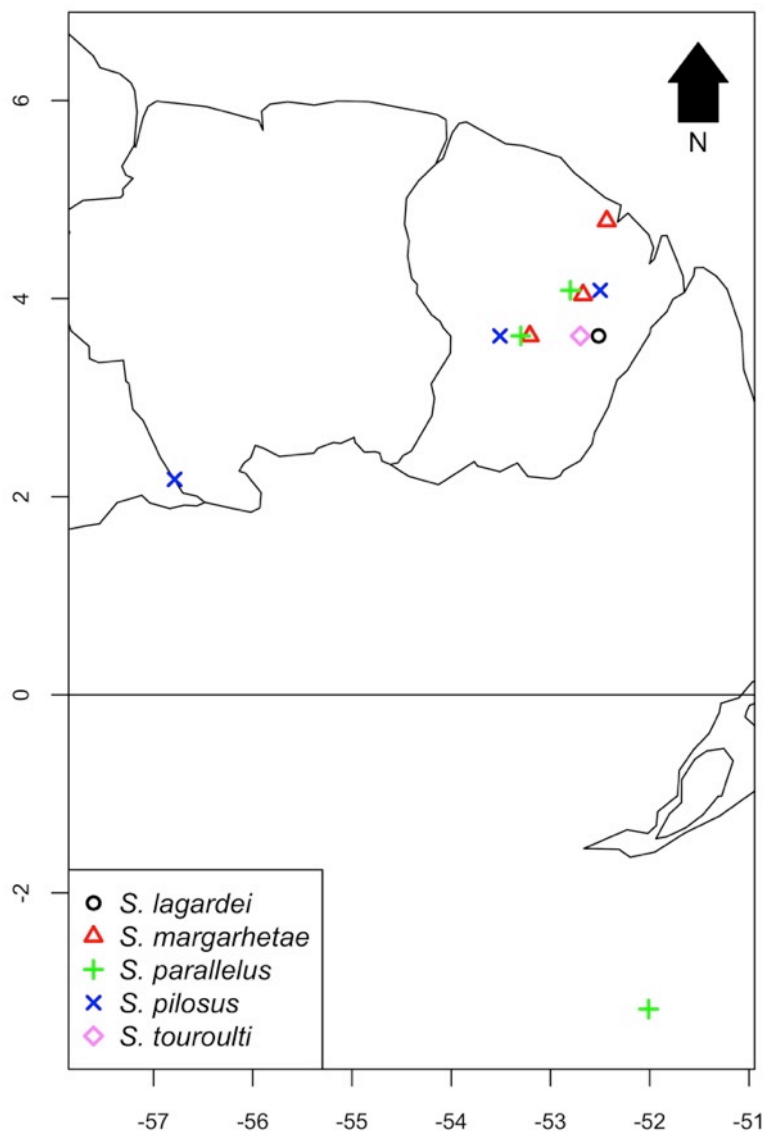 6
N
4
2
0
-2
S. lagardei
S. margarhetae
S. parallelus
S. pilosus
S. touroulti
-57 -56 -55 -54 -53 -52 -51